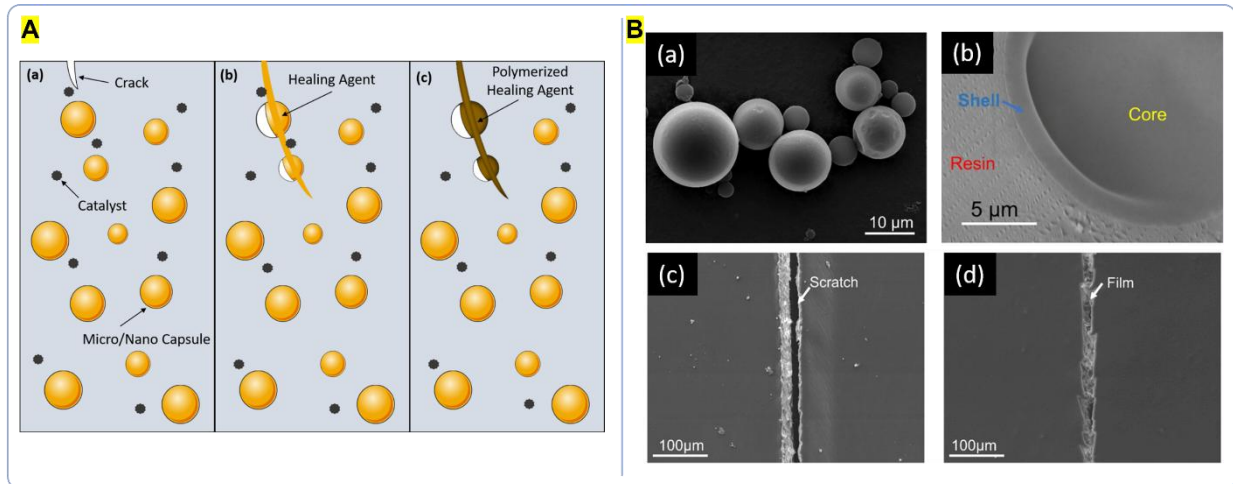 A
(a)
Crack
Catalyst
Micro/Nano Capsule
(b)
Healing Agent
(c)
Polymerized
Healing Agent
B
(a)
10 µm
(b)
Shell
Core
Resin
5 µm
(c)
Scratch
100µm
(d)
Film
100µm